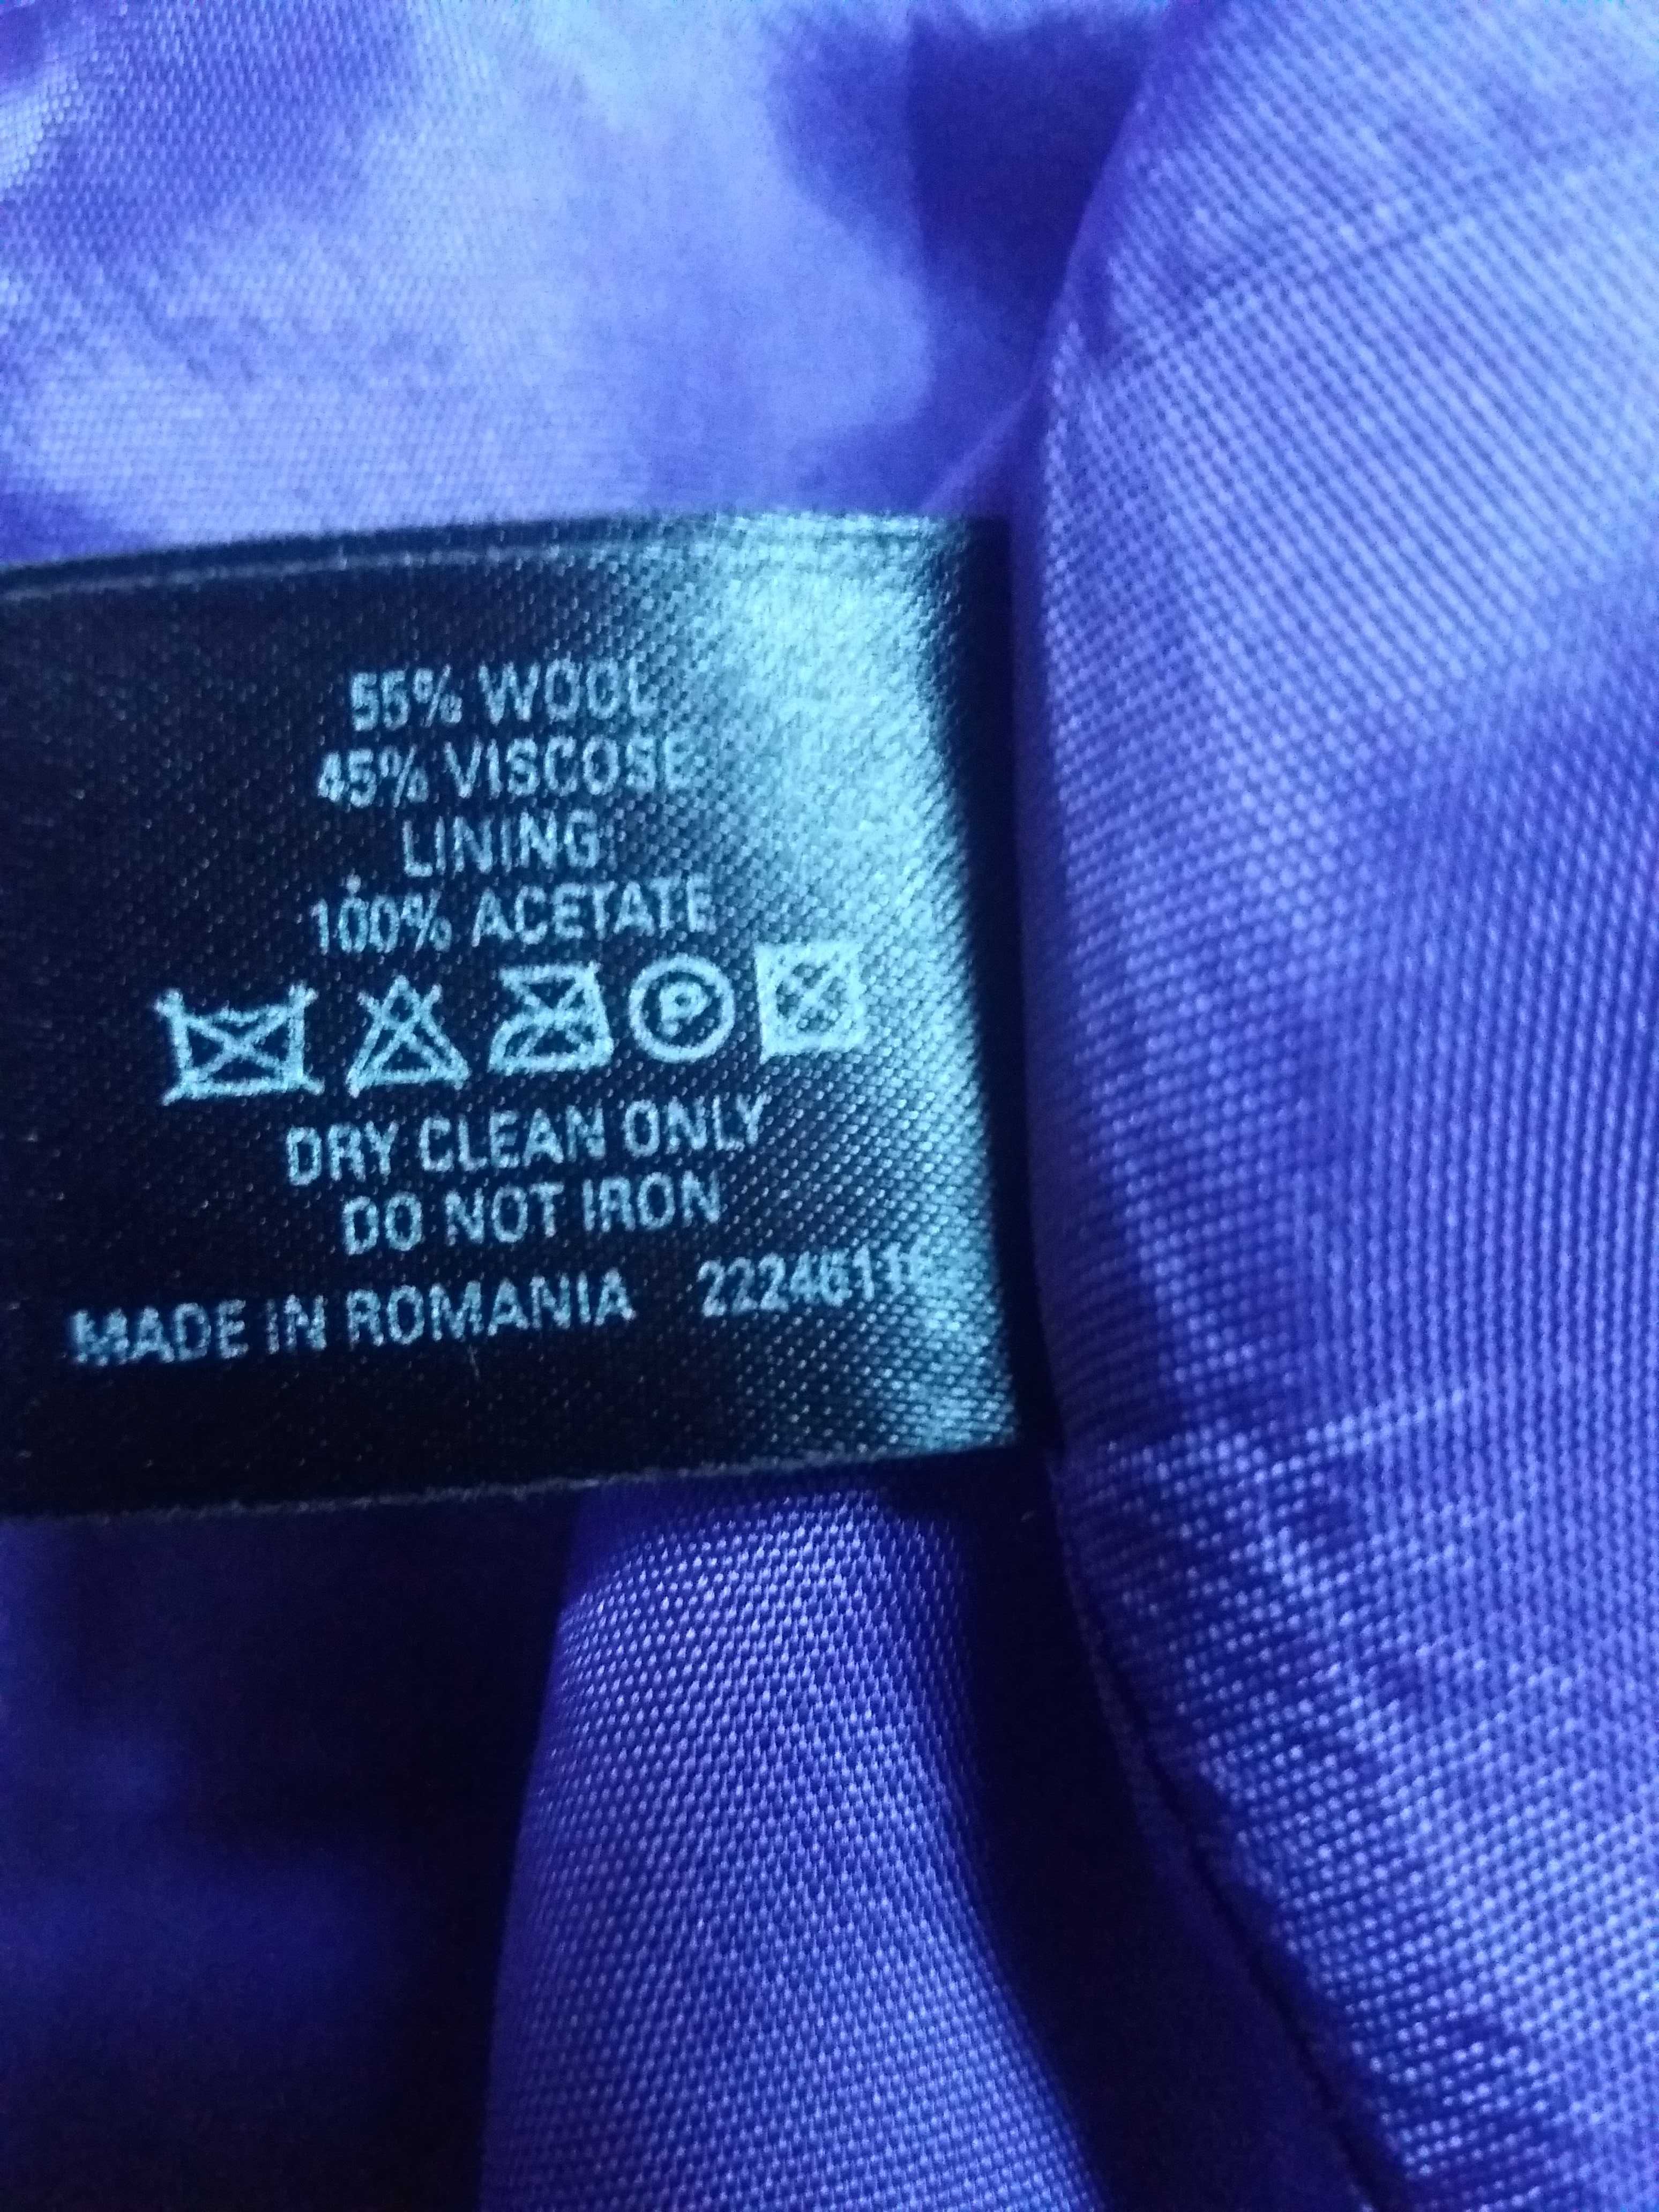 55% WOOL
45% VISCOSE
LINING:
100% ACETATE
P
DRY CLEAN ONLY
DO NOT IRON
MADE IN ROMANIA